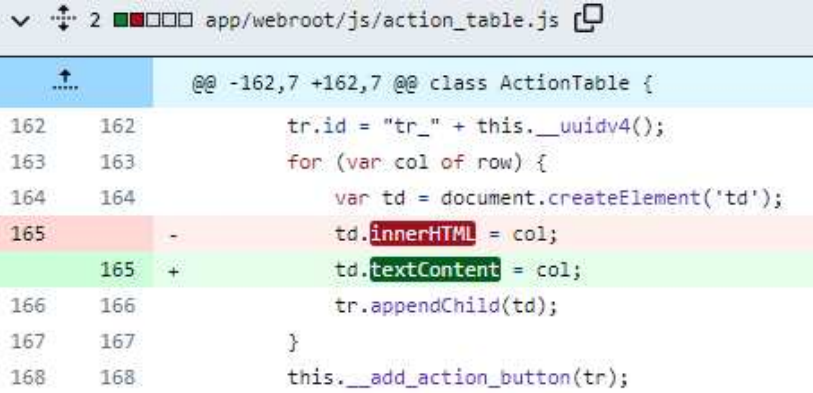 2 app/webroot/js/action_table.js
@@ -162,7 +162,7 @@ class ActionTable {
162 162 tr.id = "tr_" + this.__uuidv4();
163 163 for (var col of row) {
164 164 var td = document.createElement('td');
165 - td.innerHTML = col;
165 + td.textContent = col;
166 166 tr.appendChild(td);
167 167 }
168 168 this.__add_action_button(tr);